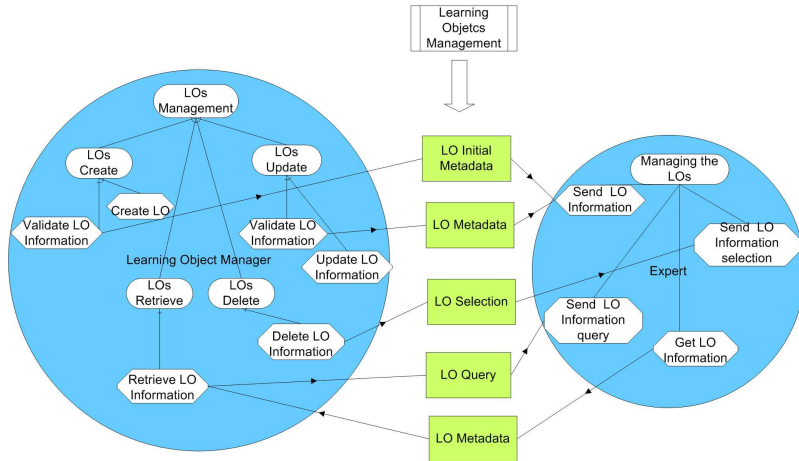 Learning
Objetcs
Management
LOs
Management
LOs
Create
LOs
Update
Validate LO
Information
Create LO
Validate LO
Information
Update LO
Information
Learning Object Manager
LOs
Retrieve
LOs
Delete
Delete LO
Information
Retrieve LO
Information
LO Initial
Metadata
LO Metadata
LO Selection
LO Query
LO Metadata
Managing the
LOs
Send LO
Information
Send LO
Information
selection
Expert
Send LO
Information
query
Get LO
Information